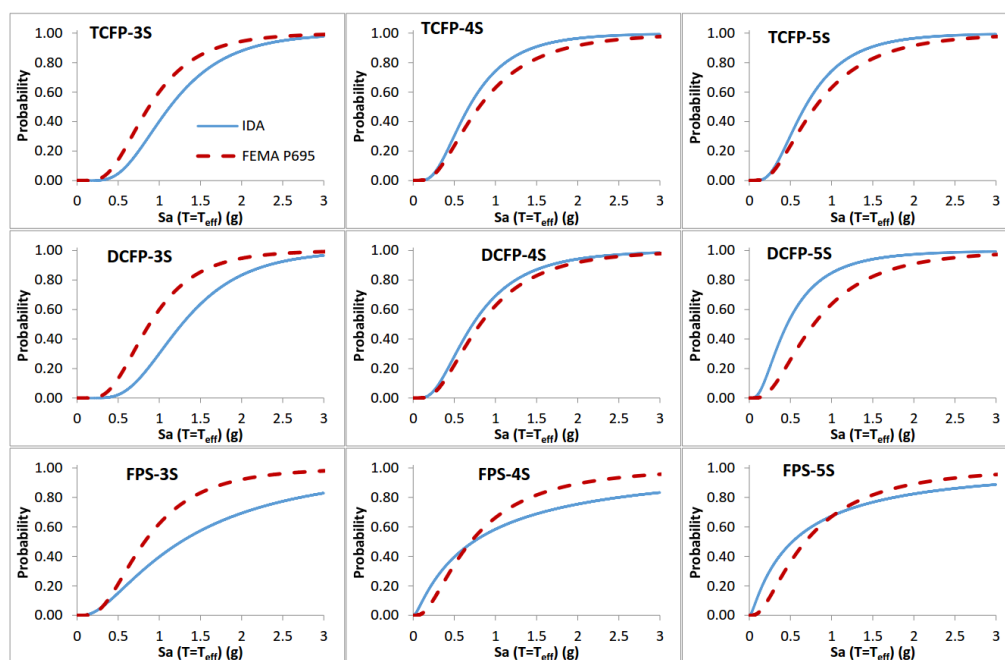 TCFP-3S
Probability
1.00
0.80
0.60
0.40
0.20
0.00
IDA
FEMA P695
0 0.5 1 1.5 2 2.5 3
Sa (T=Teff) (g)
TCFP-4S
Probability
1.00
0.80
0.60
0.40
0.20
0.00
0 0.5 1 1.5 2 2.5 3
Sa (T=Teff) (g)
TCFP-5S
Probability
1.00
0.80
0.60
0.40
0.20
0.00
0 0.5 1 1.5 2 2.5 3
Sa (T=Teff) (g)
DCFP-3S
Probability
1.00
0.80
0.60
0.40
0.20
0.00
0 0.5 1 1.5 2 2.5 3
Sa (T=Teff) (g)
DCFP-4S
Probability
1.00
0.80
0.60
0.40
0.20
0.00
0 0.5 1 1.5 2 2.5 3
Sa (T=Teff) (g)
DCFP-5S
Probability
1.00
0.80
0.60
0.40
0.20
0.00
0 0.5 1 1.5 2 2.5 3
Sa (T=Teff) (g)
FPS-3S
Probability
1.00
0.80
0.60
0.40
0.20
0.00
0 0.5 1 1.5 2 2.5 3
Sa (T=Teff) (g)
FPS-4S
Probability
1.00
0.80
0.60
0.40
0.20
0.00
0 0.5 1 1.5 2 2.5 3
Sa (T=Teff) (g)
FPS-5S
Probability
1.00
0.80
0.60
0.40
0.20
0.00
0 0.5 1 1.5 2 2.5 3
Sa (T=Teff) (g)